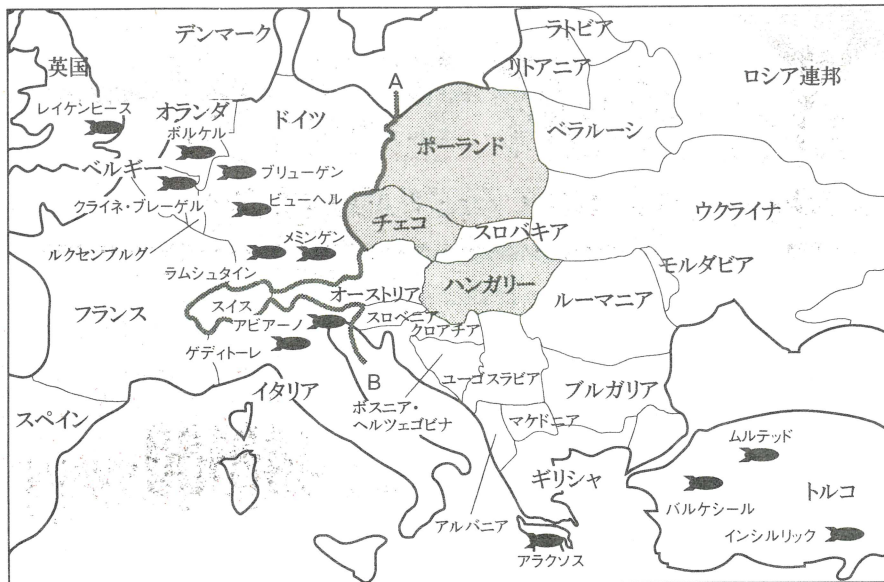 デンマーク
ラトビア
英国
リトアニア
ロシア連邦
A
レイケンヒース
オランダ
ドイツ
ボルケル
ベラルーシ
ポーランド
ベルギー
ブリューゲン
クライネ・ブレーゲル
ビューヘル
チェコ
ウクライナ
スロバキア
ルクセンブルグ
メミンゲン
ラムシュタイン
モルダビア
ハンガリー
オーストリア
ルーマニア
フランス
スイス
アビアーノ
スロベニア
クロアチア
ゲディトーレ
B
ユーゴスラビア
イタリア
ブルガリア
スペイン
ボスニア・
ヘルツェゴビナ
マケドニア
ムルテッド
ギリシャ
トルコ
バルケシール
アルバニア
インシルリック
アラクソス